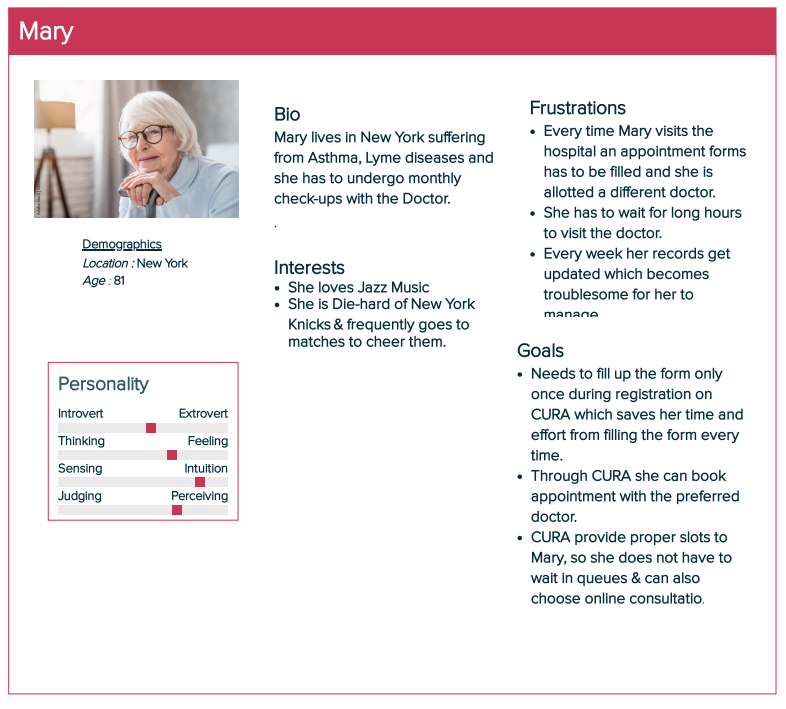 Mary
Demographics
Location : New York
Age : 81
Personality
Introvert Extrovert
Thinking Feeling
Sensing Intuition
Judging Perceiving
Bio
Mary lives in New York suffering
from Asthma, Lyme diseases and
she has to undergo monthly
check-ups with the Doctor.
.
Interests
• She loves Jazz Music
• She is Die-hard of New York
Knicks & frequently goes to
matches to cheer them.
Frustrations
• Every time Mary visits the
hospital an appointment forms
has to be filled and she is
allotted a different doctor.
• She has to wait for long hours
to visit the doctor.
• Every week her records get
updated which becomes
troublesome for her to
manage
Goals
• Needs to fill up the form only
once during registration on
CURA which saves her time and
effort from filling the form every
time.
• Through CURA she can book
appointment with the preferred
doctor.
• CURA provide proper slots to
Mary, so she does not have to
wait in queues & can also
choose online consultatio.